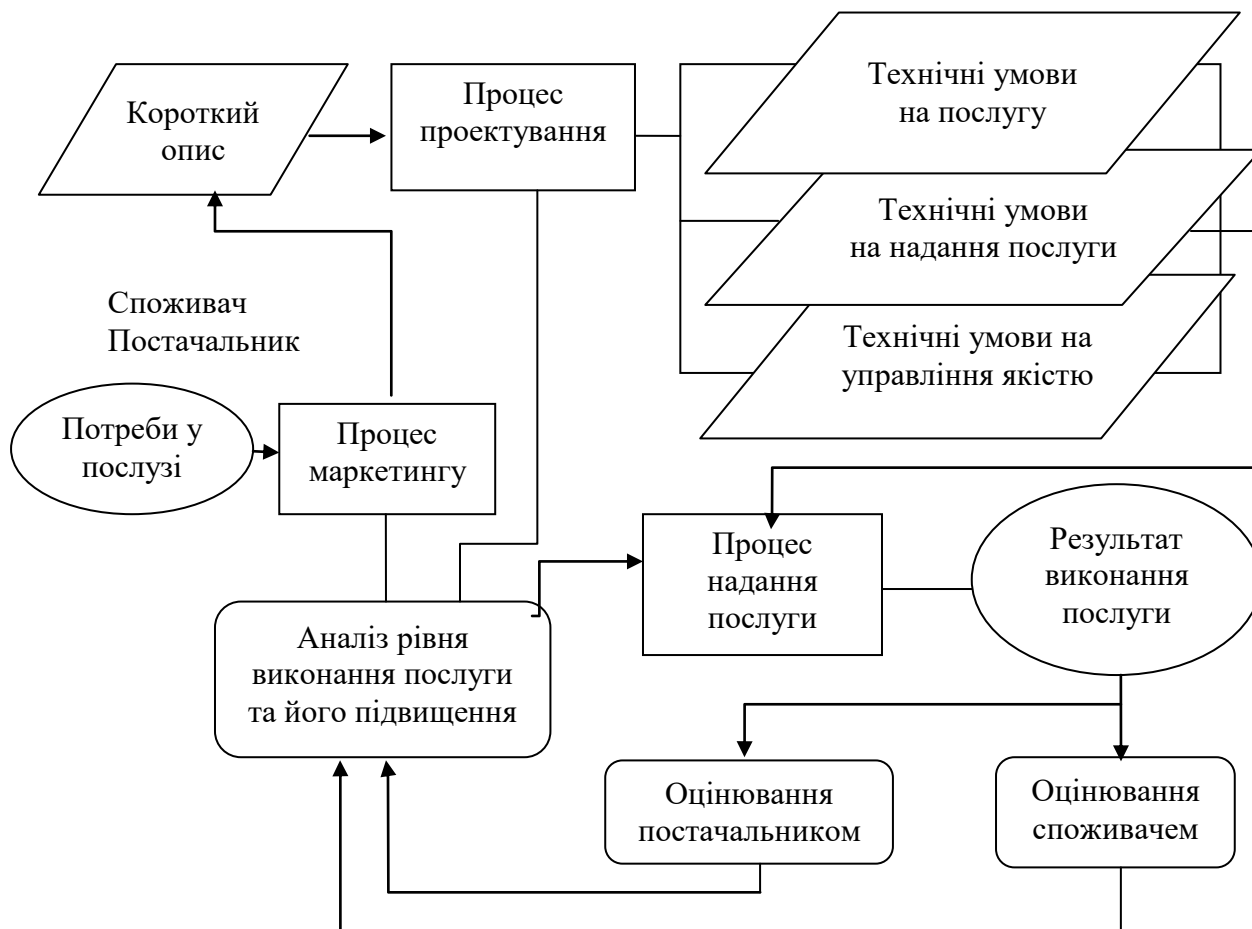 Короткий
опис
Процес
проектування
Технічні умови
на послугу
Технічні умови
на надання послуги
Технічні умови на
управління якістю
Споживач
Постачальник
Потреби у
послузі
Процес
маркетингу
Процес
надання
послуги
Результат
виконання
послуги
Аналіз рівня
виконання послуги
та його підвищення
Оцінювання
постачальником
Оцінювання
споживачем